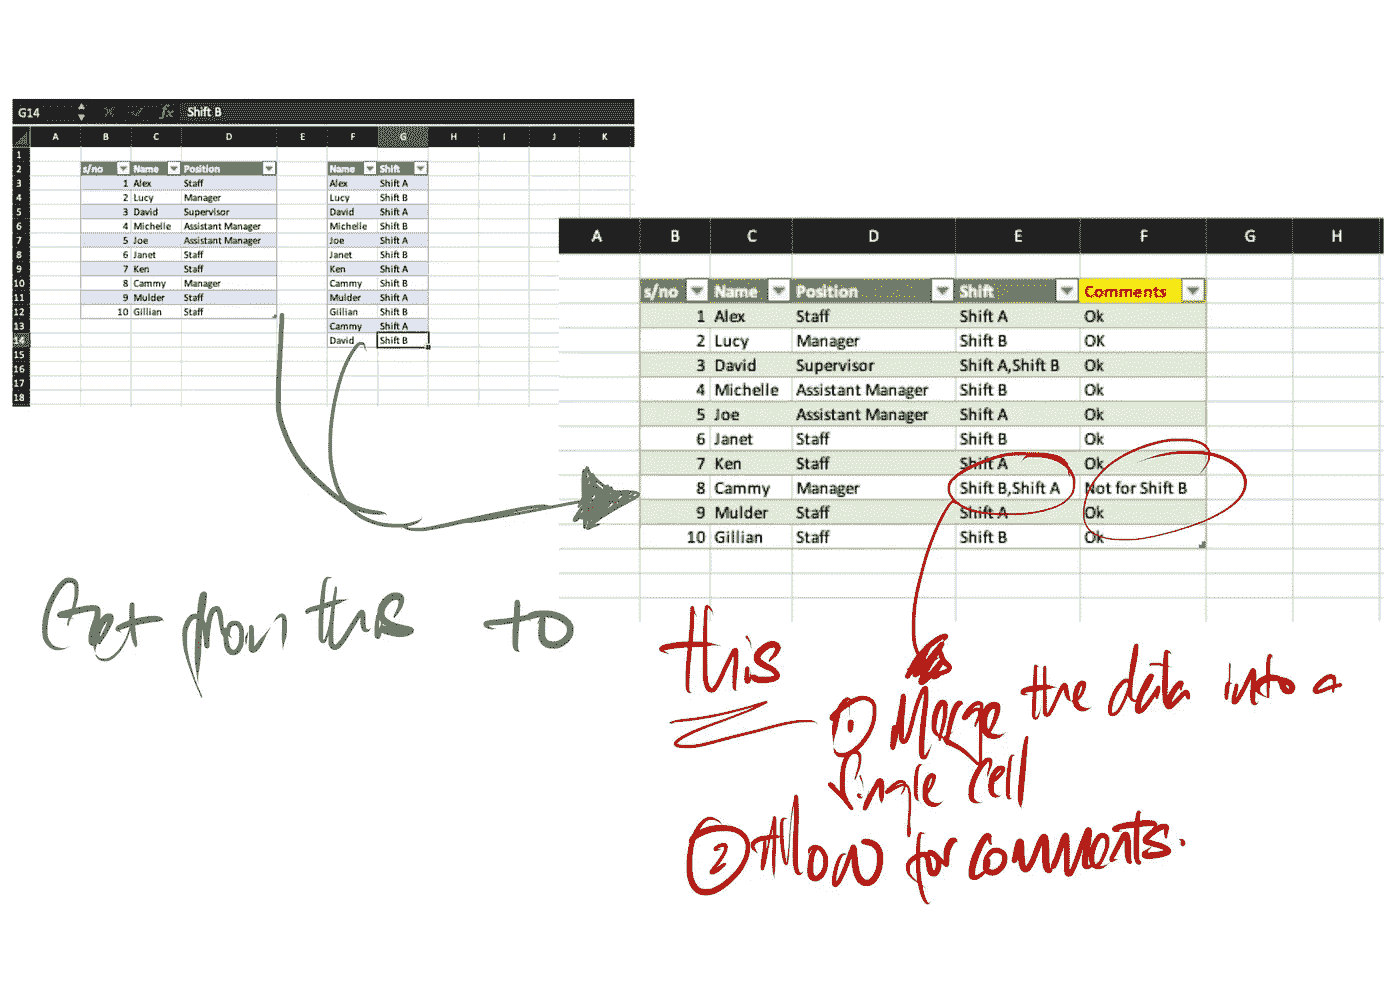 G14 fx Shift B
A B C D E F G H I J K
1
2 s/no Name Position Name Shift
3 1 Alex Staff Alex Shift A
4 2 Lucy Manager Lucy Shift B
5 3 David Supervisor David Shift A
6 4 Michelle Assistant Manager Michelle Shift B
7 5 Joe Assistant Manager Joe Shift A
8 6 Janet Staff Janet Shift B
9 7 Ken Staff Ken Shift A
10 8 Cammy Manager Cammy Shift B
11 9 Mulder Staff Mulder Shift A
12 10 Gillian Staff Gillian Shift B
13 Cammy Shift A
14 David Shift B
15
16
17
18
A B C D E F G H
s/no Name Position Shift Comments
1 Alex Staff Shift A Ok
2 Lucy Manager Shift B OK
3 David Supervisor Shift A,Shift B Ok
4 Michelle Assistant Manager Shift B Ok
5 Joe Assistant Manager Shift A Ok
6 Janet Staff Shift B Ok
7 Ken Staff Shift A Ok
8 Cammy Manager Shift B,Shift A Not for Shift B
9 Mulder Staff Shift A Ok
10 Gillian Staff Shift B Ok
Get from this to
this
1 Merge the data into a
single cell
2 Allow for comments.